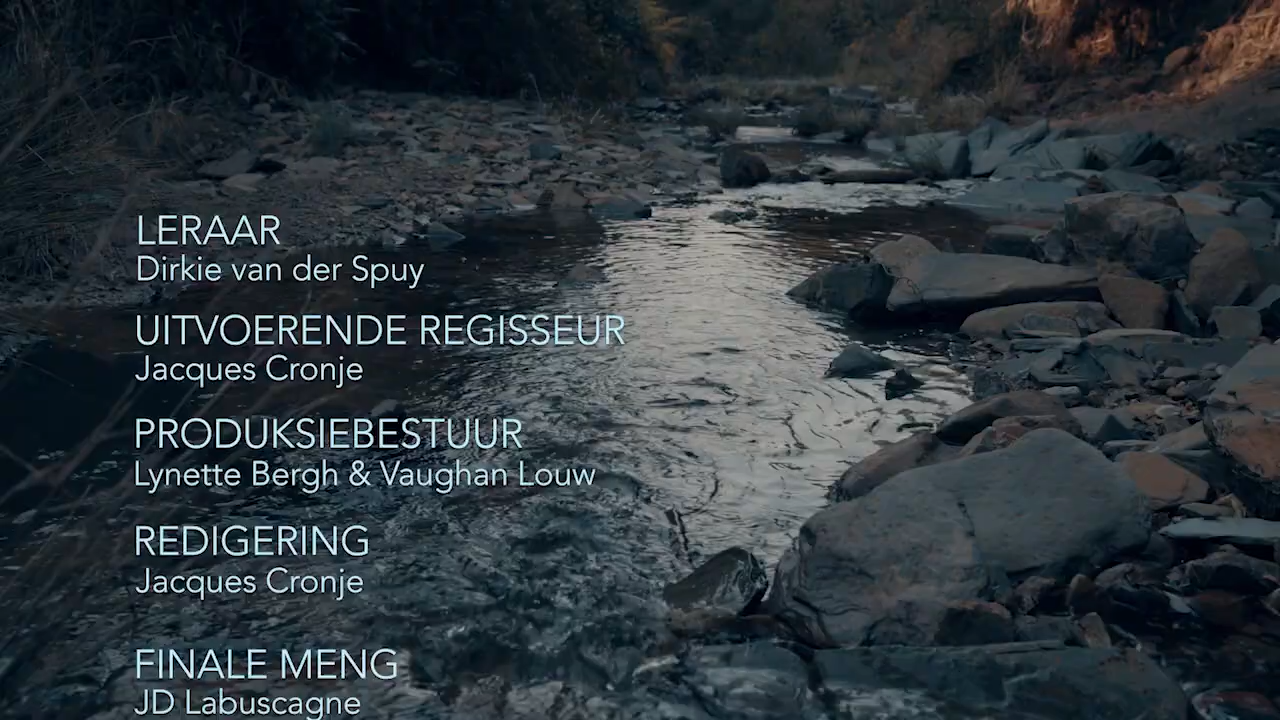 LERAAR
Dirkie van der Spuy
UITVOERENDE REGISSEUR
Jacques Cronje
PRODUKSIEBESTUUR
Lynette Bergh & Vaughan Louw
REDIGERING
Jacques Cronje
FINALE MENG
JD Labuscagne